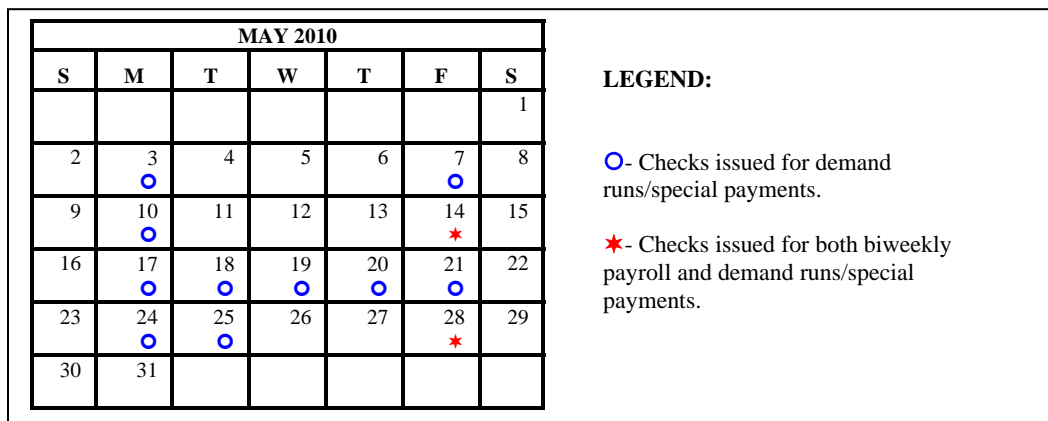 MAY 2010
S M T W T F S
1
2 3 4 5 6 7 8
9 10 11 12 13 14 15
16 17 18 19 20 21 22
23 24 25 26 27 28 29
30 31
LEGEND:
- Checks issued for demand
runs/special payments.
- Checks issued for both biweekly
payroll and demand runs/special
payments.